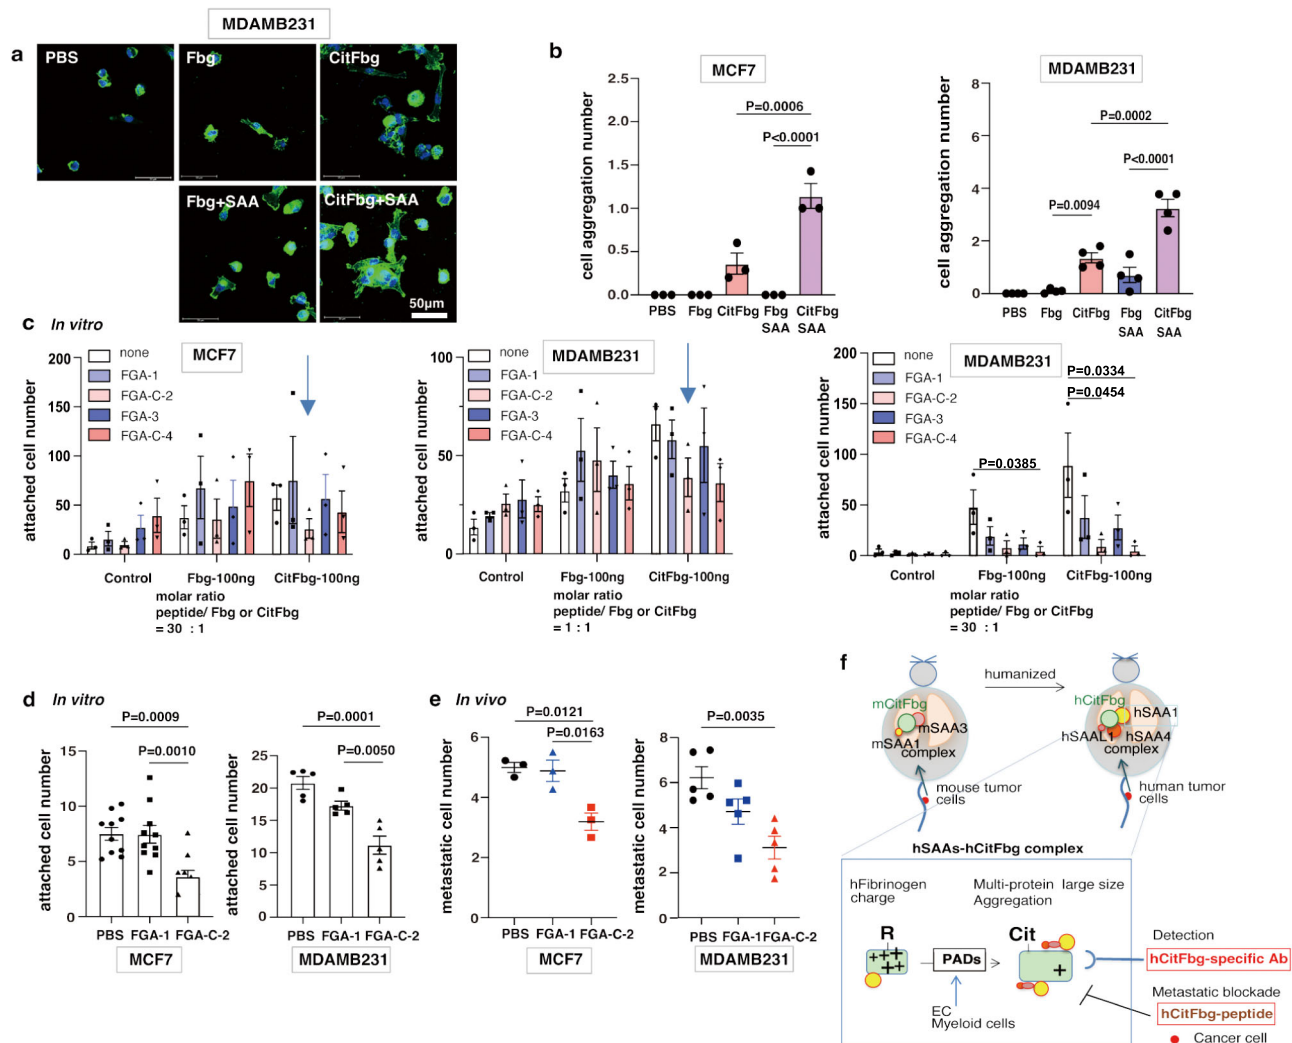 MDAMB231
a
PBS
Fbg
CitFbg
Fbg+SAA
CitFbg+SAA
50μm
b
MCF7
cell aggregation number
2.5
2.0
1.5
1.0
0.5
0.0
P=0.0006
P<0.0001
PBS Fbg CitFbg Fbg SAA CitFbg SAA
MDAMB231
cell aggregation number
8
6
4
2
0
P=0.0002
P<0.0001
P=0.0094
PBS Fbg CitFbg Fbg SAA CitFbg SAA
c In vitro
MCF7
attached cell number
200
150
100
50
0
none
FGA-1
FGA-C-2
FGA-3
FGA-C-4
Control Fbg-100ng CitFbg-100ng
molar ratio
peptide/ Fbg or CitFbg
= 30 : 1
MDAMB231
attached cell number
100
50
0
none
FGA-1
FGA-C-2
FGA-3
FGA-C-4
Control Fbg-100ng CitFbg-100ng
molar ratio
peptide/ Fbg or CitFbg
= 1 : 1
MDAMB231
attached cell number
200
150
100
50
0
none
FGA-1
FGA-C-2
FGA-3
FGA-C-4
P=0.0334
P=0.0454
P=0.0385
Control Fbg-100ng CitFbg-100ng
molar ratio
peptide/ Fbg or CitFbg
= 30 : 1
d In vitro
P=0.0009
P=0.0010
attached cell number
15
10
5
0
PBS FGA-1 FGA-C-2
MCF7
P=0.0001
P=0.0050
attached cell number
25
20
15
10
5
0
PBS FGA-1 FGA-C-2
MDAMB231
e In vivo
P=0.0121
P=0.0163
metastatic cell number
6
4
2
0
PBS FGA-1 FGA-C-2
MCF7
P=0.0035
metastatic cell number
8
6
4
2
0
PBS FGA-1 FGA-C-2
MDAMB231
f
humanized
mCitFbg
mSAA3
mSAA1
complex
mouse tumor
cells
hCitFbg
hSAA1
hSAAL1
hSAA4
complex
human tumor
cells
hSAAs-hCitFbg complex
hFibrinogen
charge
Multi-protein
Aggregation
large size
R
PADs
Cit
EC
Myeloid cells
Detection
hCitFbg-specific Ab
Metastatic blockade
hCitFbg-peptide
Cancer cell